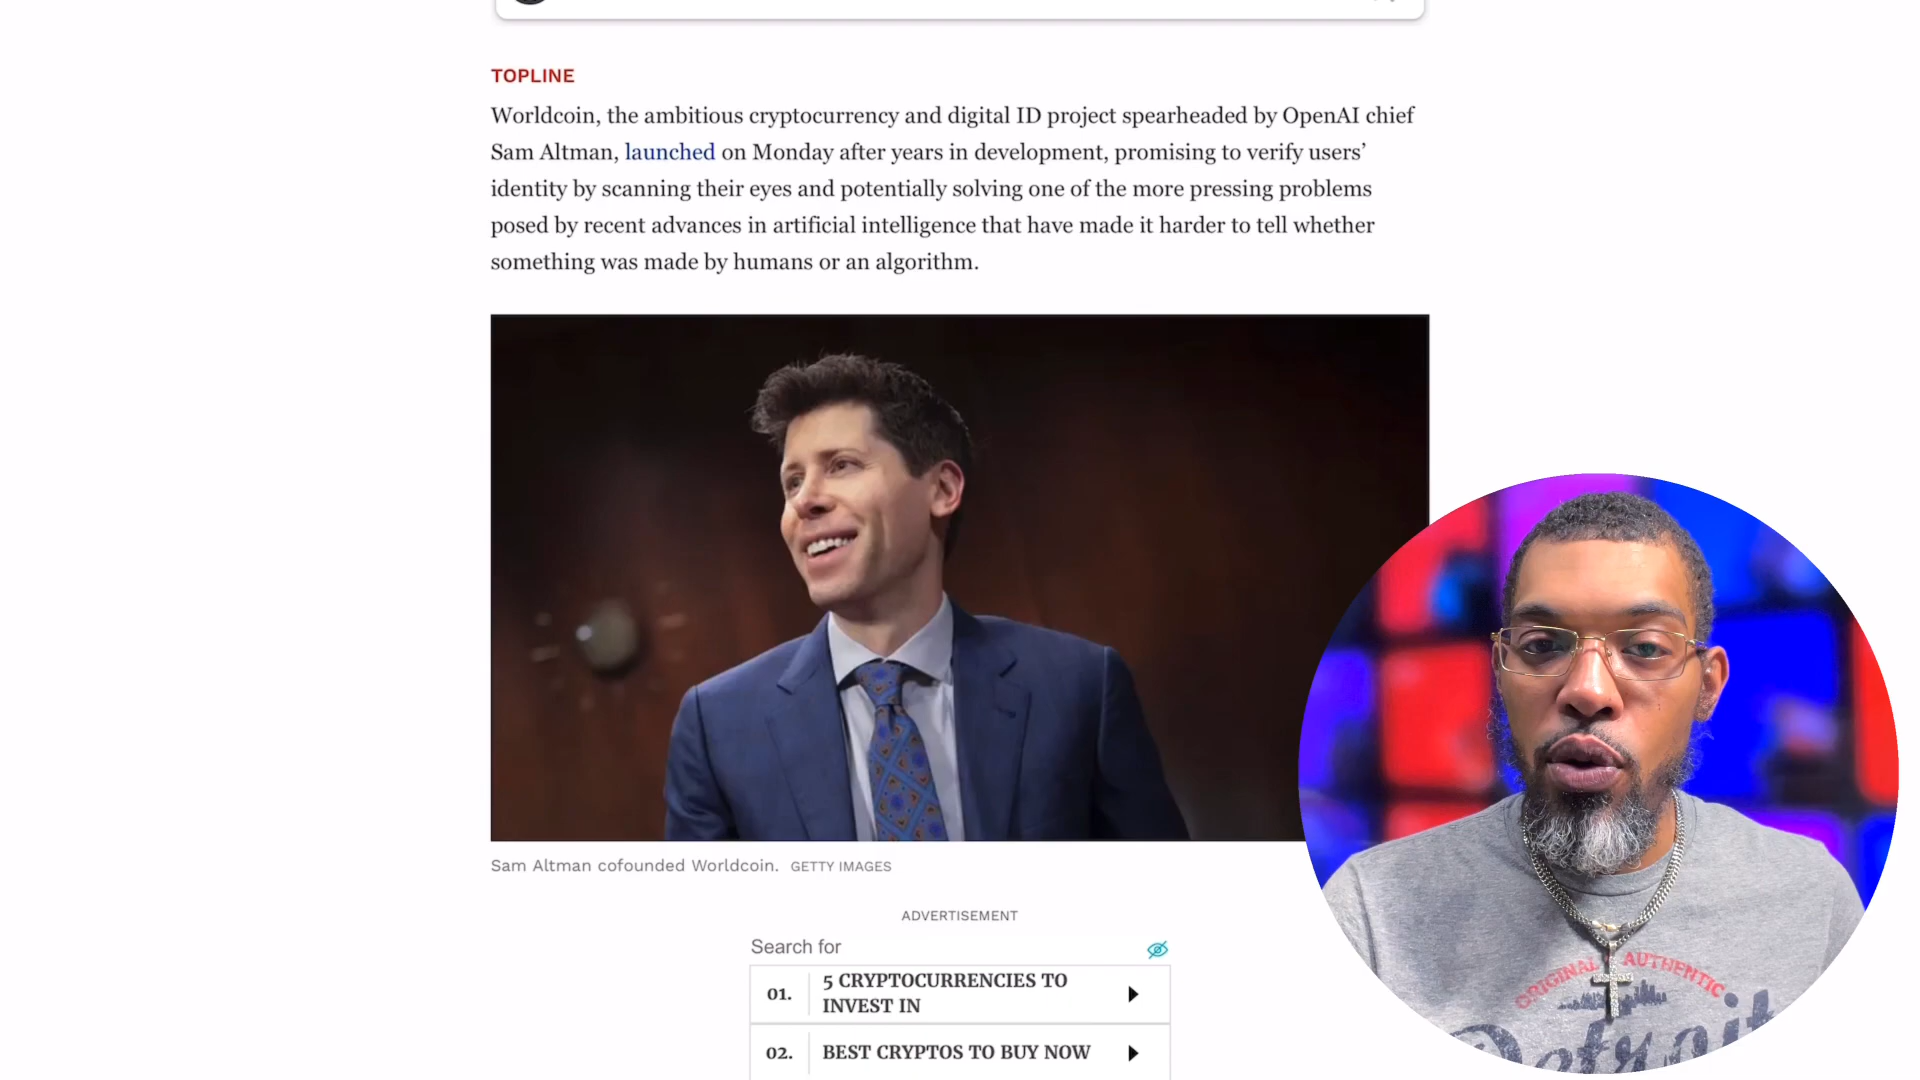 TOPLINE
Worldcoin, the ambitious cryptocurrency and digital ID project spearheaded by OpenAI chief
Sam Altman, launched on Monday after years in development, promising to verify users’
identity by scanning their eyes and potentially solving one of the more pressing problems
posed by recent advances in artificial intelligence that have made it harder to tell whether
something was made by humans or an algorithm.
Sam Altman cofounded Worldcoin. GETTY IMAGES
ADVERTISEMENT
Search for
01. 5 CRYPTOCURRENCIES TO
INVEST IN
02. BEST CRYPTOS TO BUY NOW
ORIGINAL AUTHENTIC
Detroit